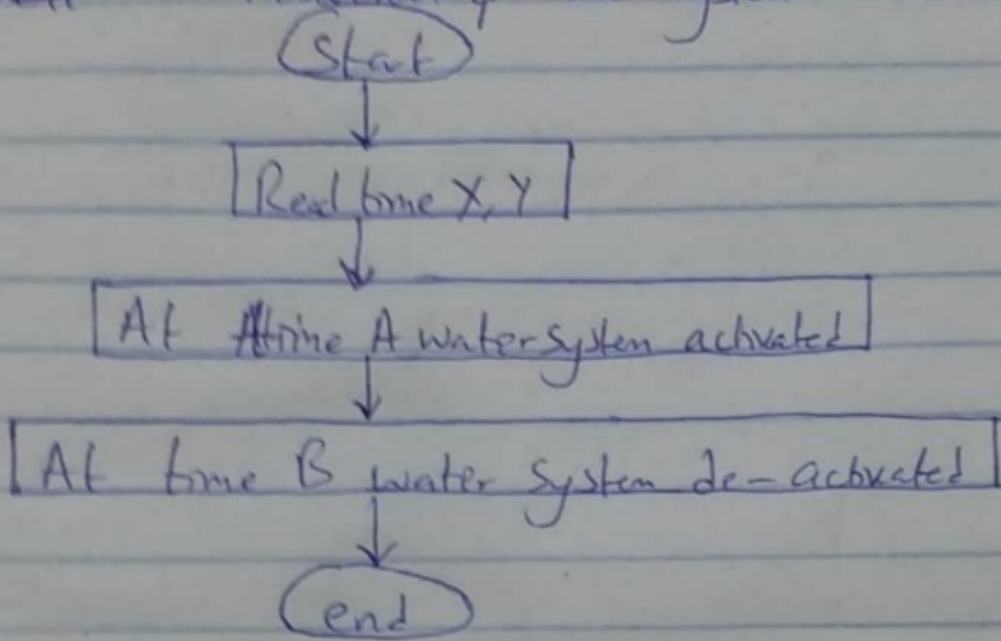 Start
Read time X, Y
At time A water system activated
At time B water system de-activated
end